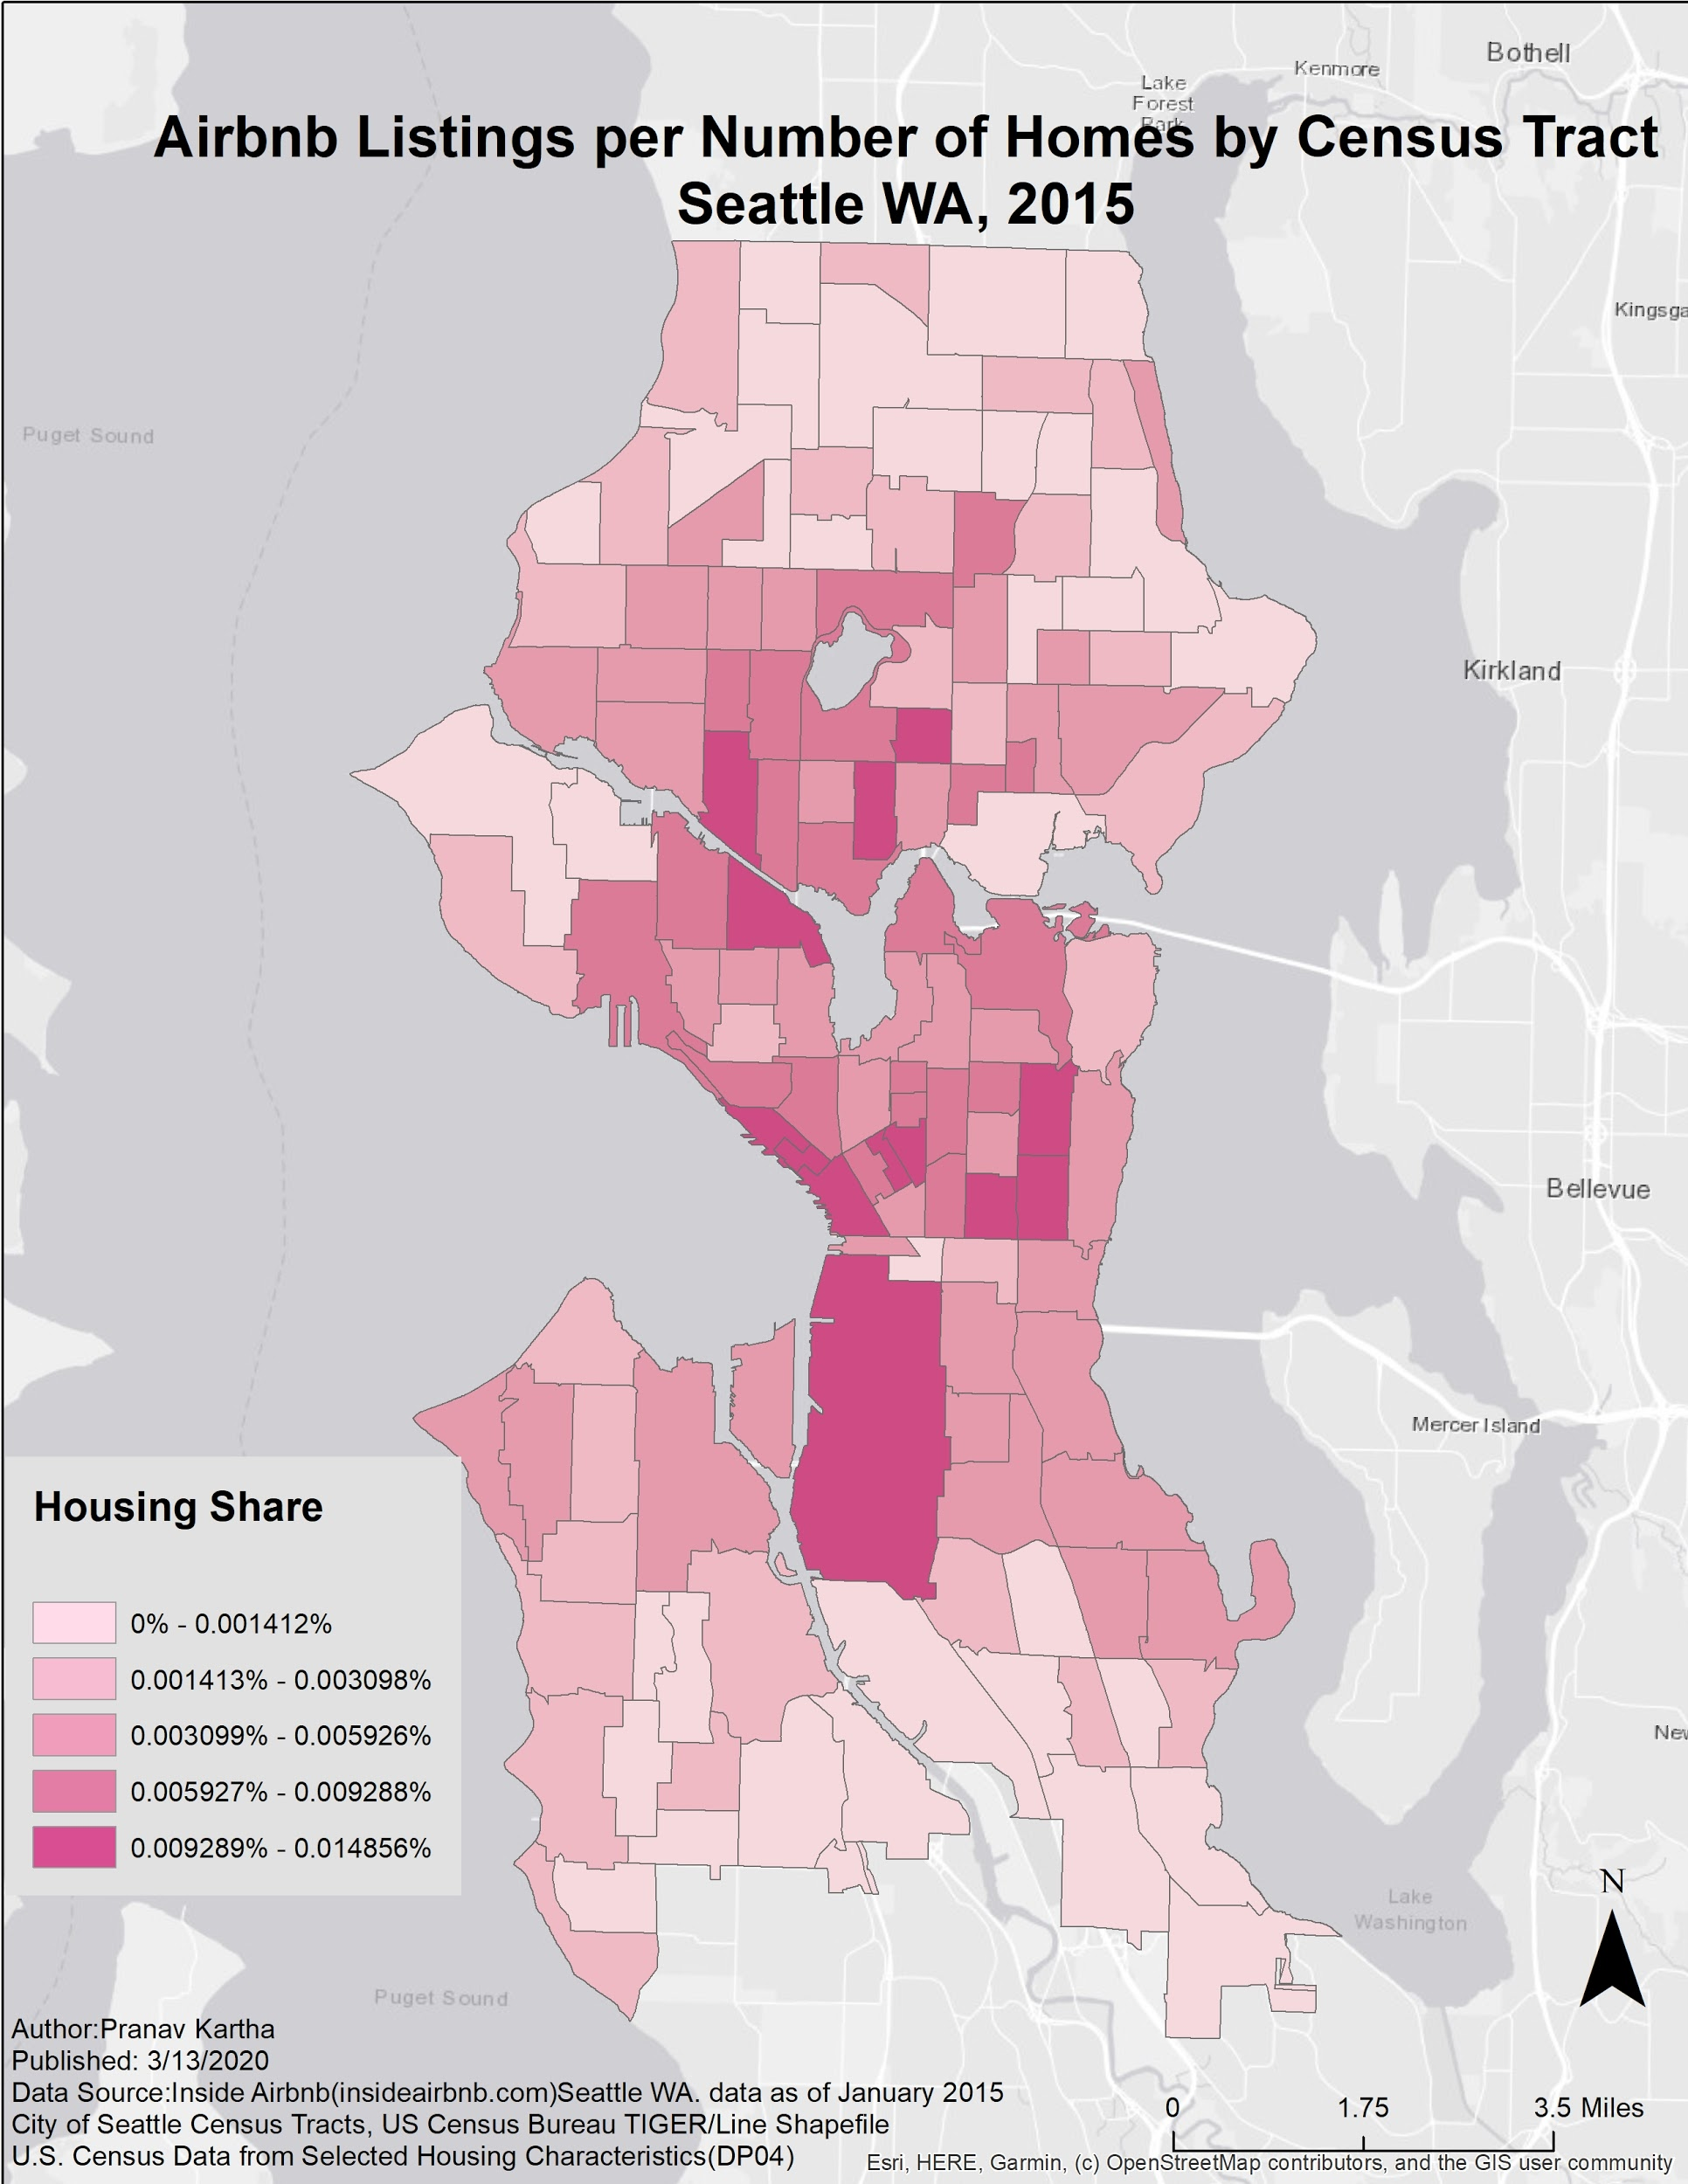 Bothell
Kenmore
Lake
Forest
Park
Airbnb Listings per Number of Homes by Census Tract
Seattle WA, 2015
Puget Sound
Kirkland
Bellevue
Mercer Island
Housing Share
0% - 0.001412%
0.001413% - 0.003098%
0.003099% - 0.005926%
0.005927% - 0.009288%
0.009289% - 0.014856%
N
Lake
Washington
Puget Sound
Author:Pranav Kartha
Published: 3/13/2020
Data Source:Inside Airbnb(insideairbnb.com)Seattle WA. data as of January 2015
City of Seattle Census Tracts, US Census Bureau TIGER/Line Shapefile
U.S. Census Data from Selected Housing Characteristics(DP04)
0 1.75 3.5 Miles
Esri, HERE, Garmin, (c) OpenStreetMap contributors, and the GIS user community